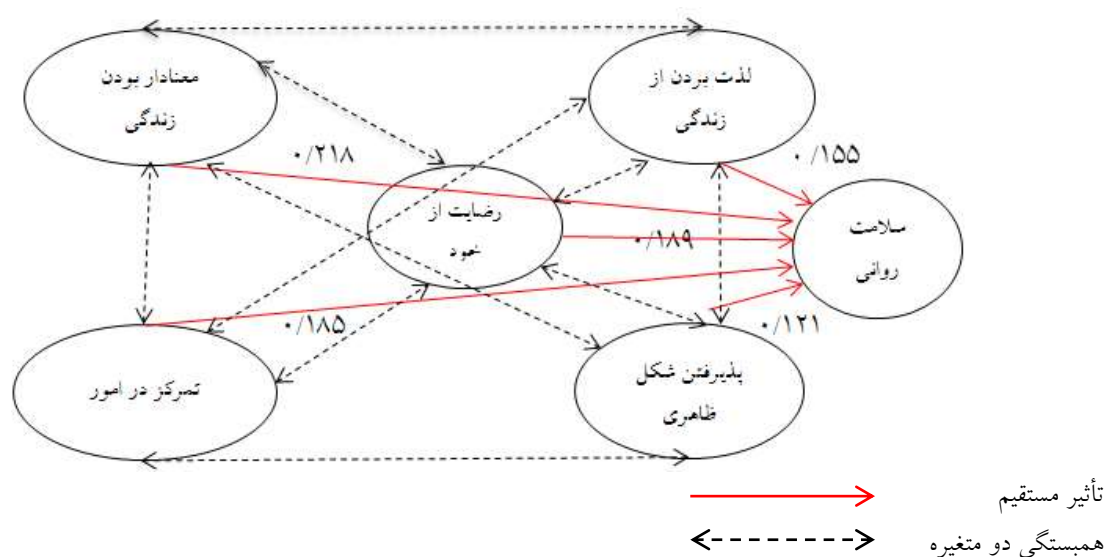 معنادار بودن
زندگی
لذت بردن از
زندگی
۰/۲۱۸
۰/۱۵۵
رضایت از
خود
سلامت
روانی
۰/۱۸۹
۰/۱۸۵
۰/۱۲۱
تمرکز در امور
پذیرفتن شکل
ظاهری
تأثیر مستقیم
همبستگی دو متغیره